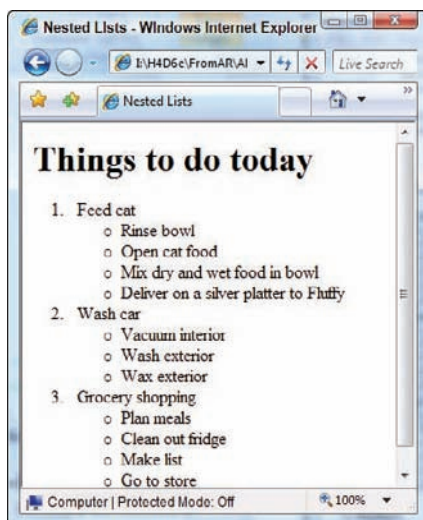 Nested Lists - Windows Internet Explorer
E:\H4D6e\FromAR\Al
Live Search
Nested Lists
Things to do today
1. Feed cat
Rinse bowl
Open cat food
Mix dry and wet food in bowl
Deliver on a silver platter to Fluffy
2. Wash car
Vacuum interior
Wash exterior
Wax exterior
3. Grocery shopping
Plan meals
Clean out fridge
Make list
Go to store
Computer | Protected Mode: Off
100%